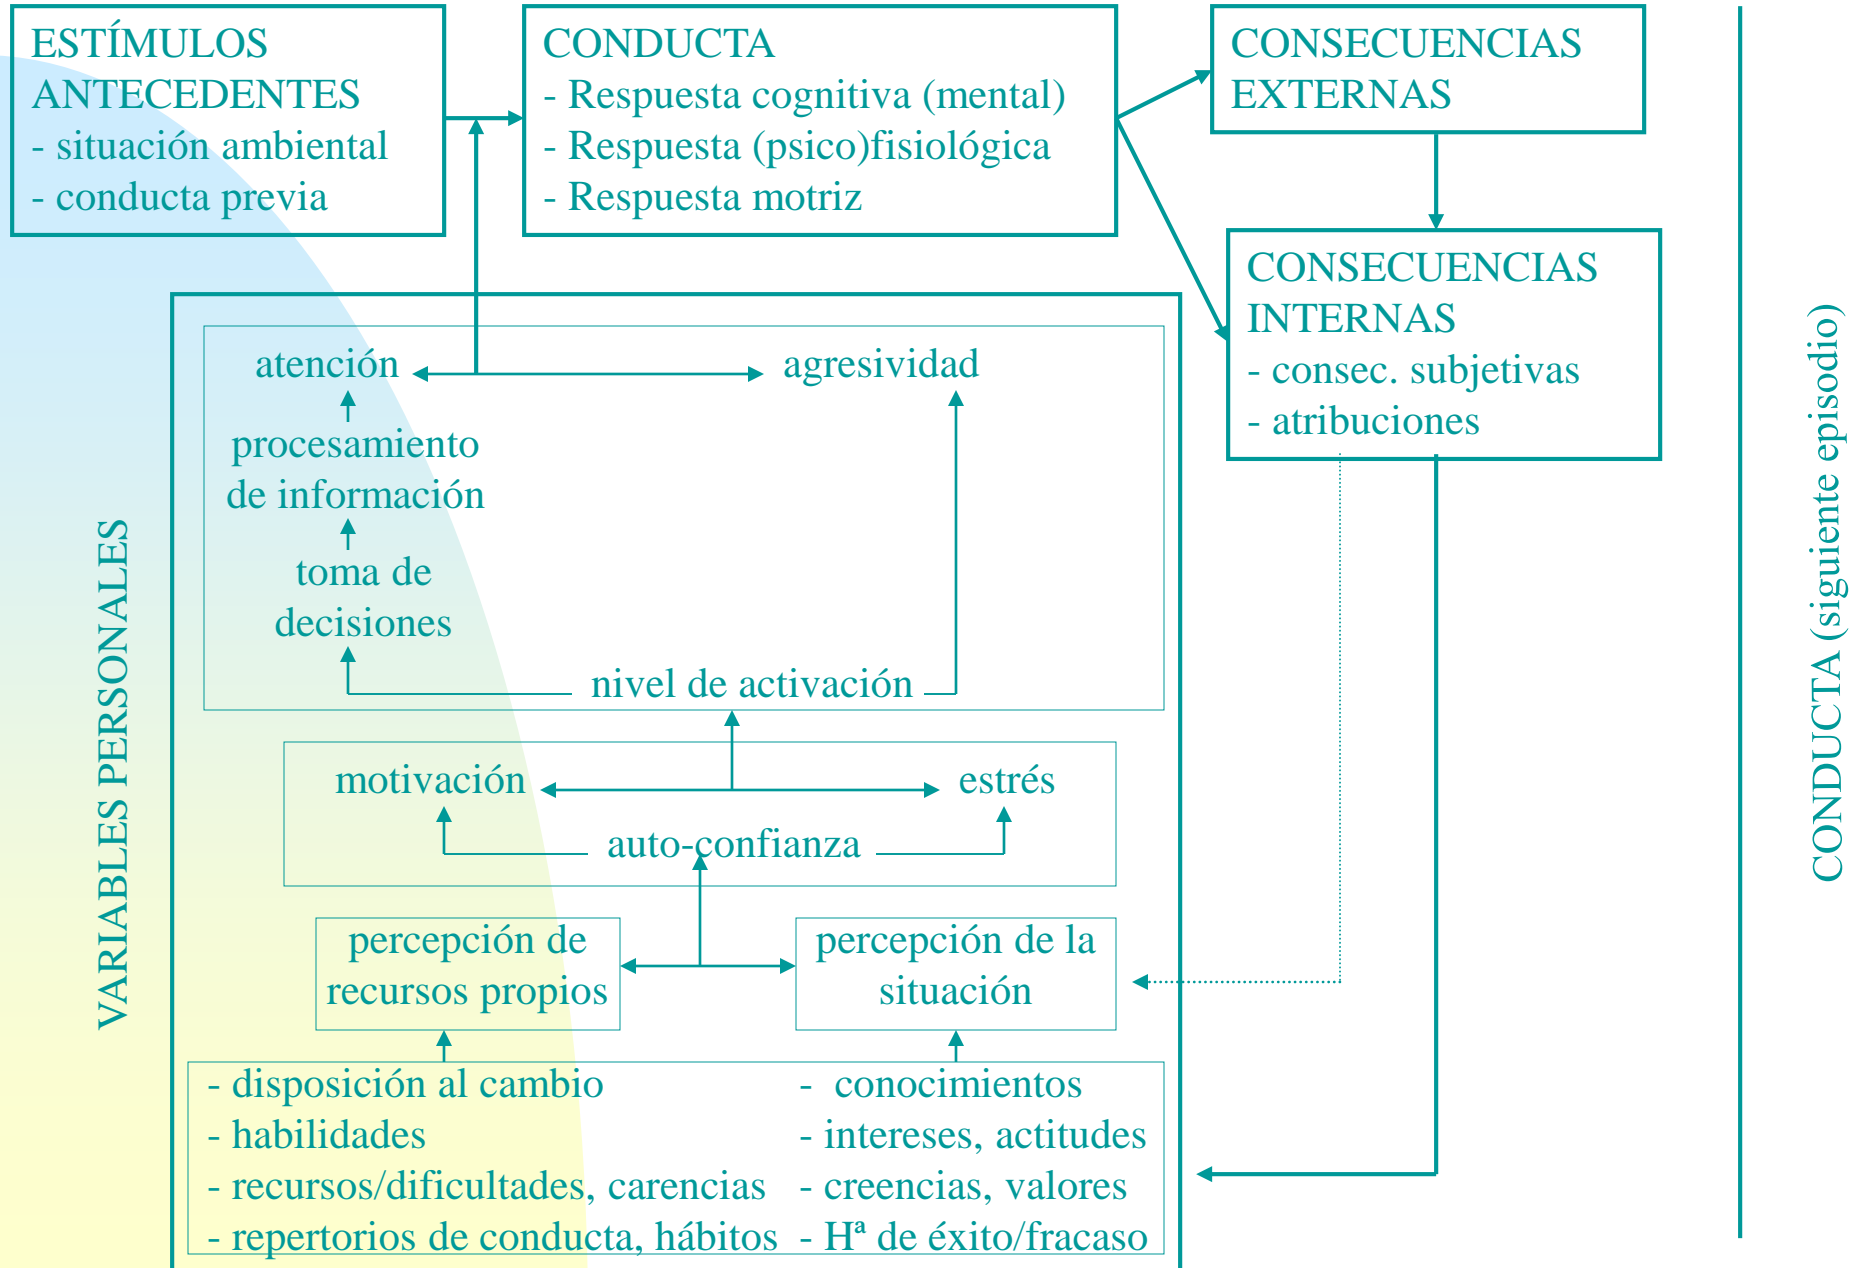 ESTÍMULOS
ANTECEDENTES
- situación ambiental
- conducta previa
CONDUCTA
- Respuesta cognitiva (mental)
- Respuesta (psico)fisiológica
- Respuesta motriz
CONSECUENCIAS
EXTERNAS
CONSECUENCIAS
INTERNAS
- consec. subjetivas
- atribuciones
VARIABLES PERSONALES
atención
agresividad
procesamiento
de información
toma de
decisiones
nivel de activación
motivación
estrés
auto-confianza
percepción de
recursos propios
percepción de la
situación
- disposición al cambio
- habilidades
- recursos/dificultades, carencias
- repertorios de conducta, hábitos
- conocimientos
- intereses, actitudes
- creencias, valores
- Hª de éxito/fracaso
CONDUCTA (siguiente episodio)